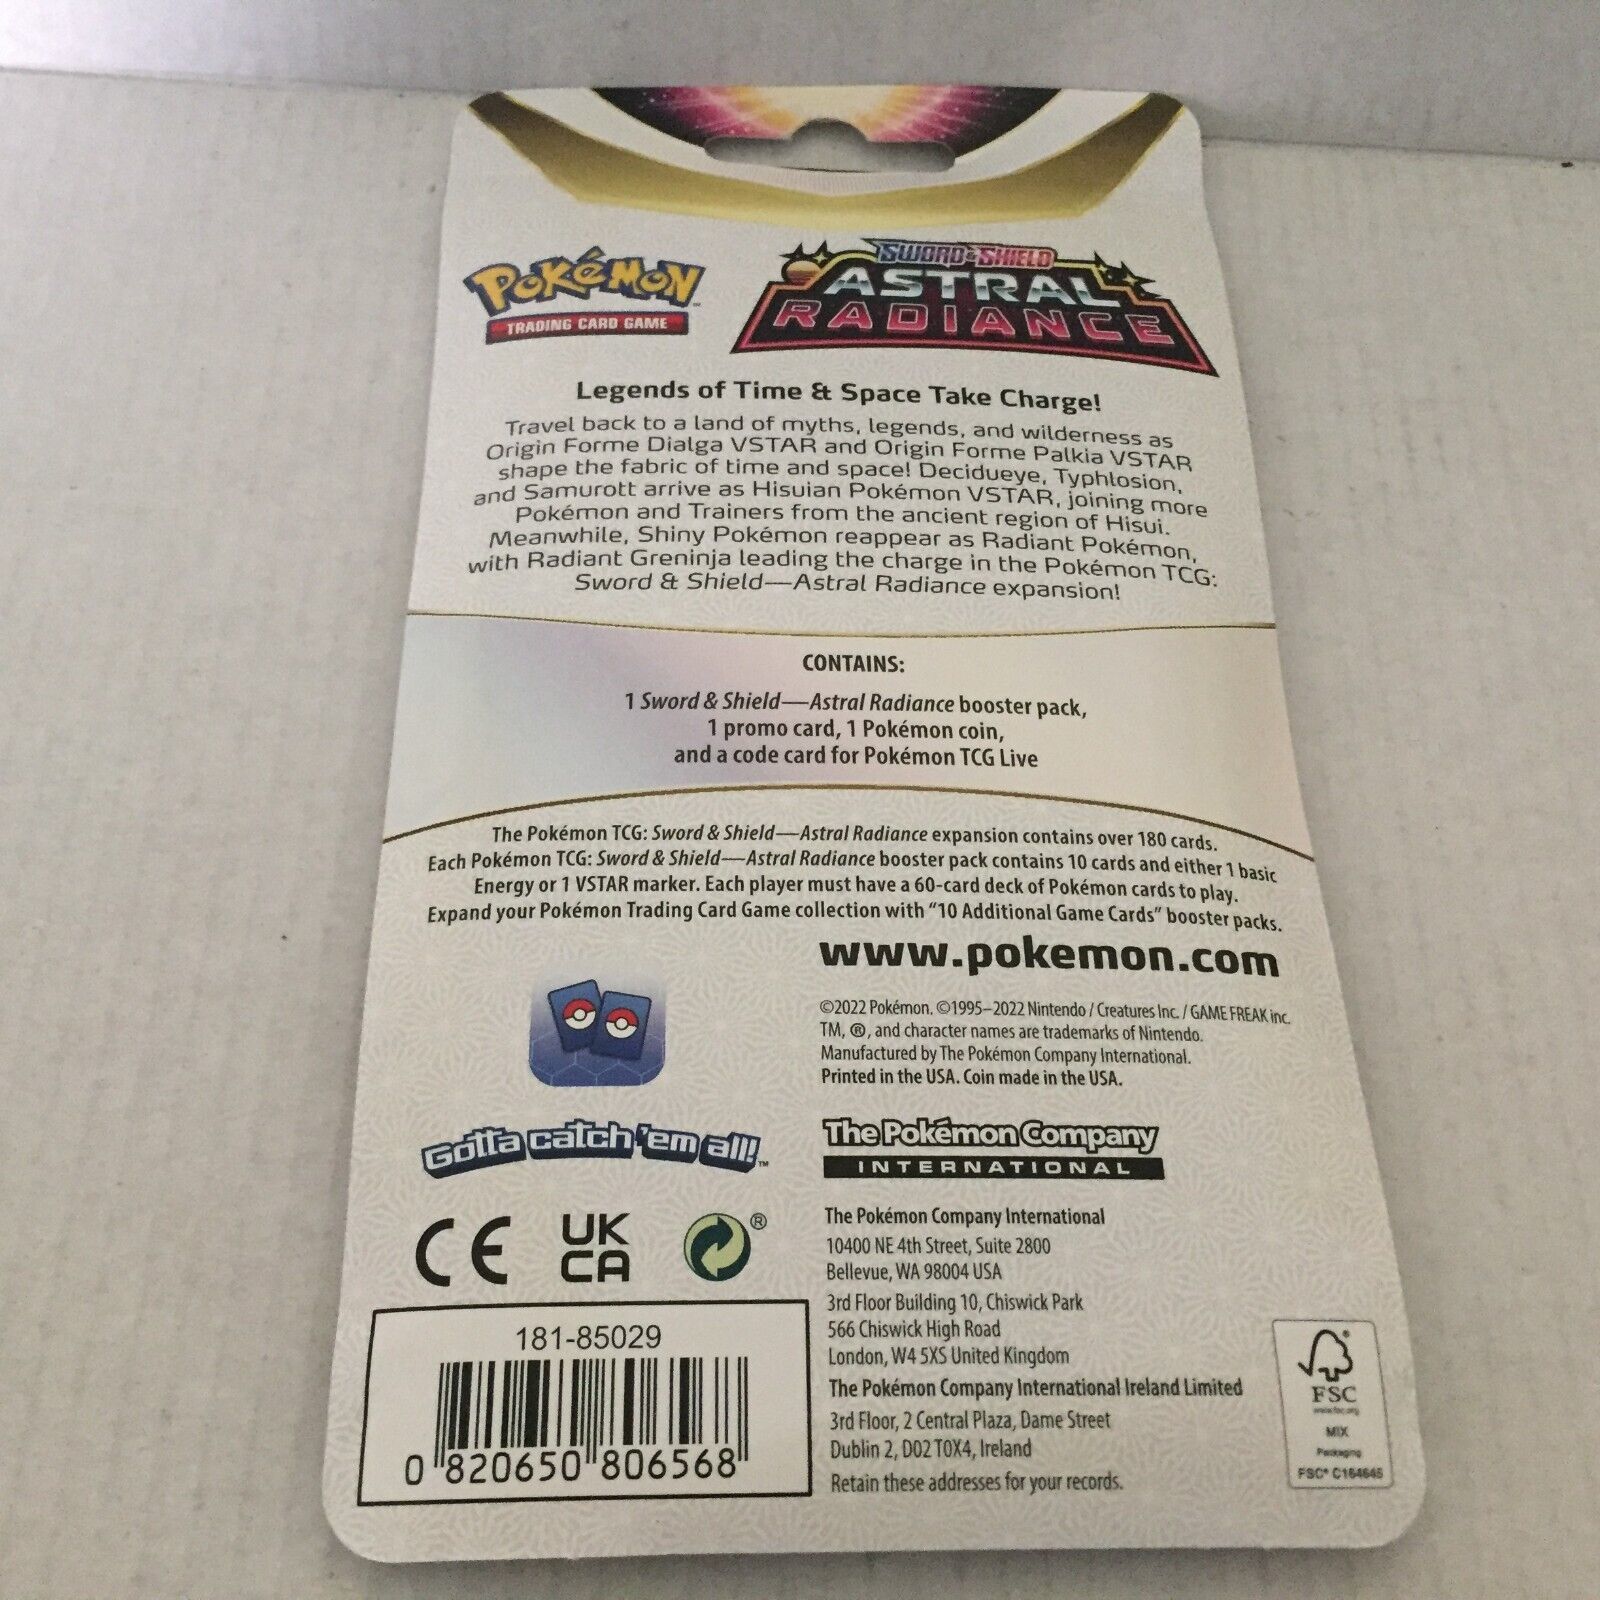 Pokémon
TRADING CARD GAME
SWORD & SHIELD
ASTRAL
RADIANCE
Legends of Time & Space Take Charge!
Travel back to a land of myths, legends, and wilderness as
Origin Forme Dialga VSTAR and Origin Forme Palkia VSTAR
shape the fabric of time and space! Decidueye, Typhlosion,
and Samurott arrive as Hisuian Pokémon VSTAR, joining more
Pokémon and Trainers from the ancient region of Hisui.
Meanwhile, Shiny Pokémon reappear as Radiant Pokémon,
with Radiant Greninja leading the charge in the Pokémon TCG:
Sword & Shield—Astral Radiance expansion!
CONTAINS:
1 Sword & Shield—Astral Radiance booster pack,
1 promo card, 1 Pokémon coin,
and a code card for Pokémon TCG Live
The Pokémon TCG: Sword & Shield—Astral Radiance expansion contains over 180 cards.
Each Pokémon TCG: Sword & Shield—Astral Radiance booster pack contains 10 cards and either 1 basic
Energy or 1 VSTAR marker. Each player must have a 60-card deck of Pokémon cards to play.
Expand your Pokémon Trading Card Game collection with “10 Additional Game Cards” booster packs.
www.pokemon.com
©2022 Pokémon. ©1995–2022 Nintendo / Creatures Inc. / GAME FREAK inc.
TM, ®, and character names are trademarks of Nintendo.
Manufactured by The Pokémon Company International.
Printed in the USA. Coin made in the USA.
Gotta catch 'em all!™
The Pokémon Company
INTERNATIONAL
CE
UK
CA
®
The Pokémon Company International
10400 NE 4th Street, Suite 2800
Bellevue, WA 98004 USA
3rd Floor Building 10, Chiswick Park
566 Chiswick High Road
London, W4 5XS United Kingdom
The Pokémon Company International Ireland Limited
3rd Floor, 2 Central Plaza, Dame Street
Dublin 2, D02 T0X4, Ireland
Retain these addresses for your records.
181-85029
0 820650 806568
FSC
www.fsc.org
MIX
Packaging
FSC® C164645